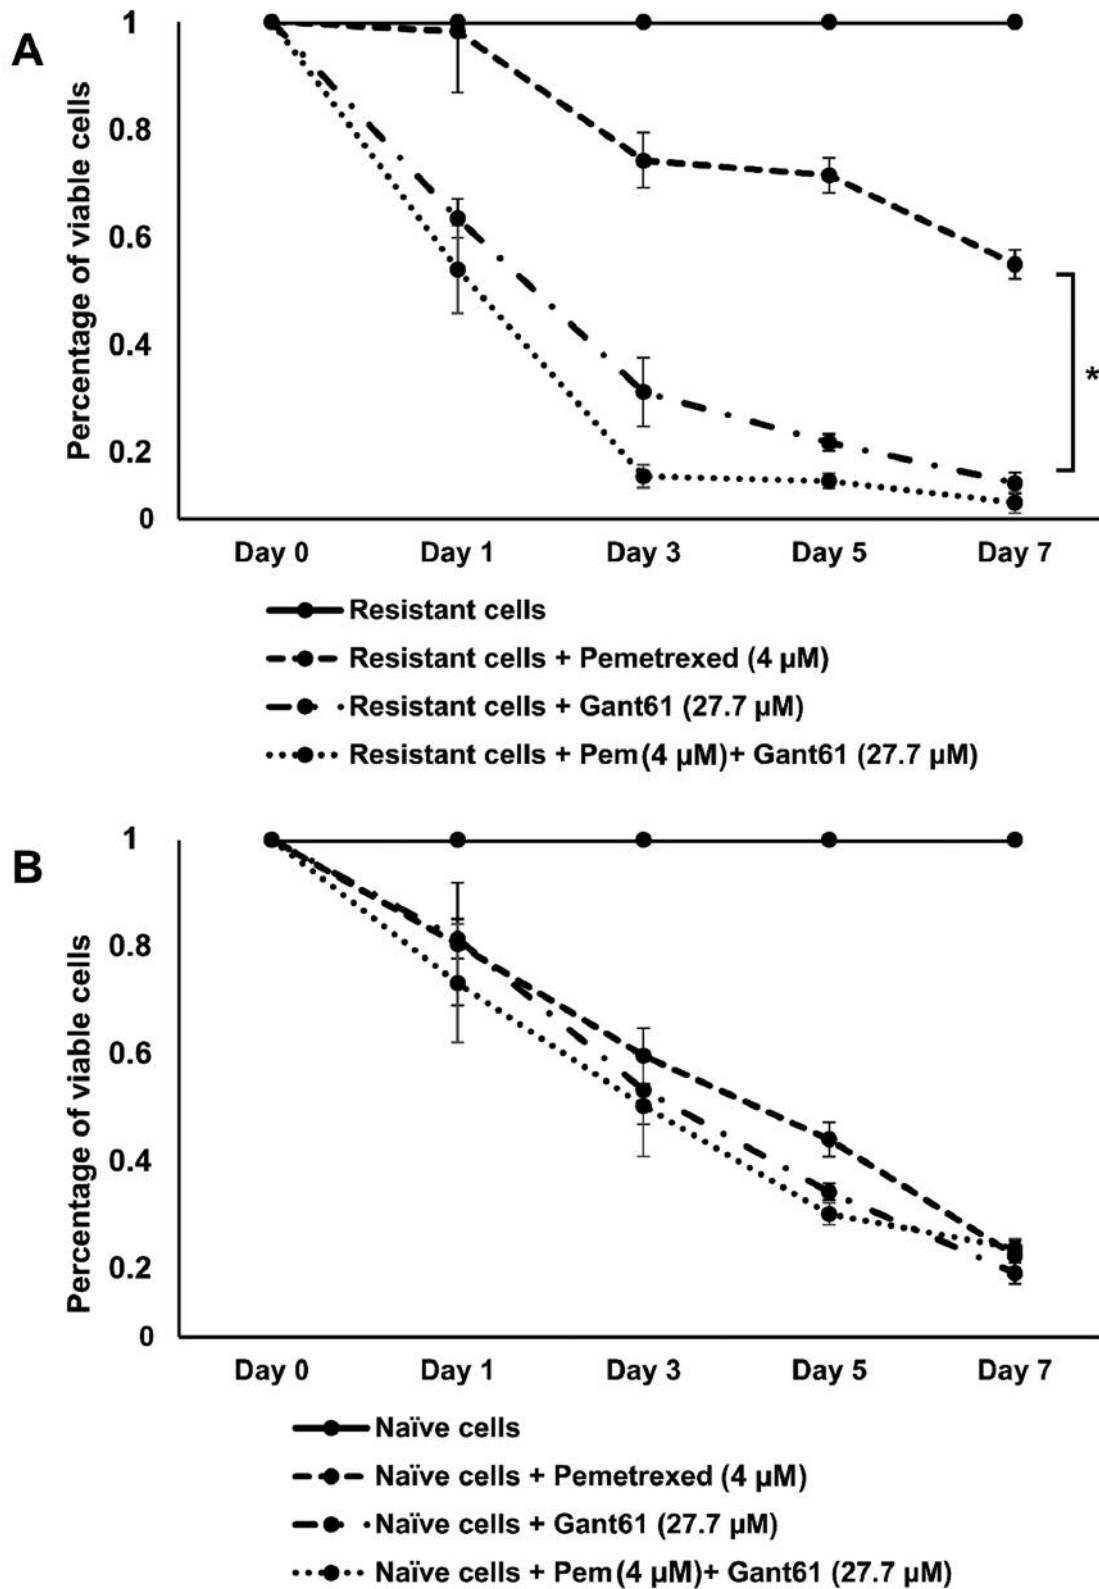 A
Percentage of viable cells
1
0.8
0.6
0.4
0.2
0
*
Day 0 Day 1 Day 3 Day 5 Day 7
Resistant cells
Resistant cells + Pemetrexed (4 µM)
Resistant cells + Gant61 (27.7 µM)
Resistant cells + Pem(4 µM)+ Gant61 (27.7 µM)
B
Percentage of viable cells
1
0.8
0.6
0.4
0.2
0
Day 0 Day 1 Day 3 Day 5 Day 7
Naïve cells
Naïve cells + Pemetrexed (4 µM)
Naïve cells + Gant61 (27.7 µM)
Naïve cells + Pem(4 µM)+ Gant61 (27.7 µM)